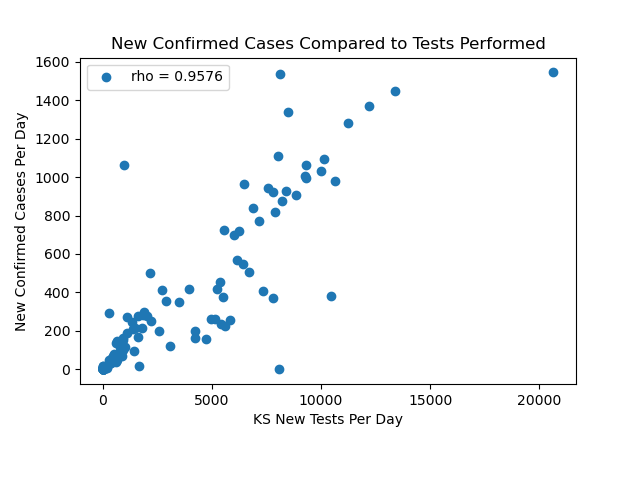 New Confirmed Cases Compared to Tests Performed
rho = 0.9576
1600
1400
1200
1000
800
600
400
200
0
New Confirmed Caeses Per Day
0 5000 10000 15000 20000
KS New Tests Per Day